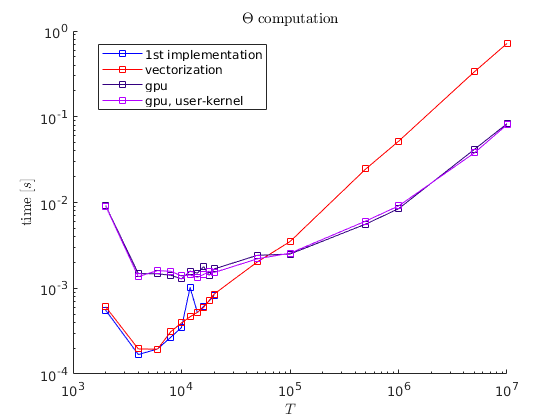 Θ computation
10^0
10^-1
10^-2
10^-3
10^-4
time [s]
1st implementation
vectorization
gpu
gpu, user-kernel
10^3 10^4 10^5 10^6 10^7
T